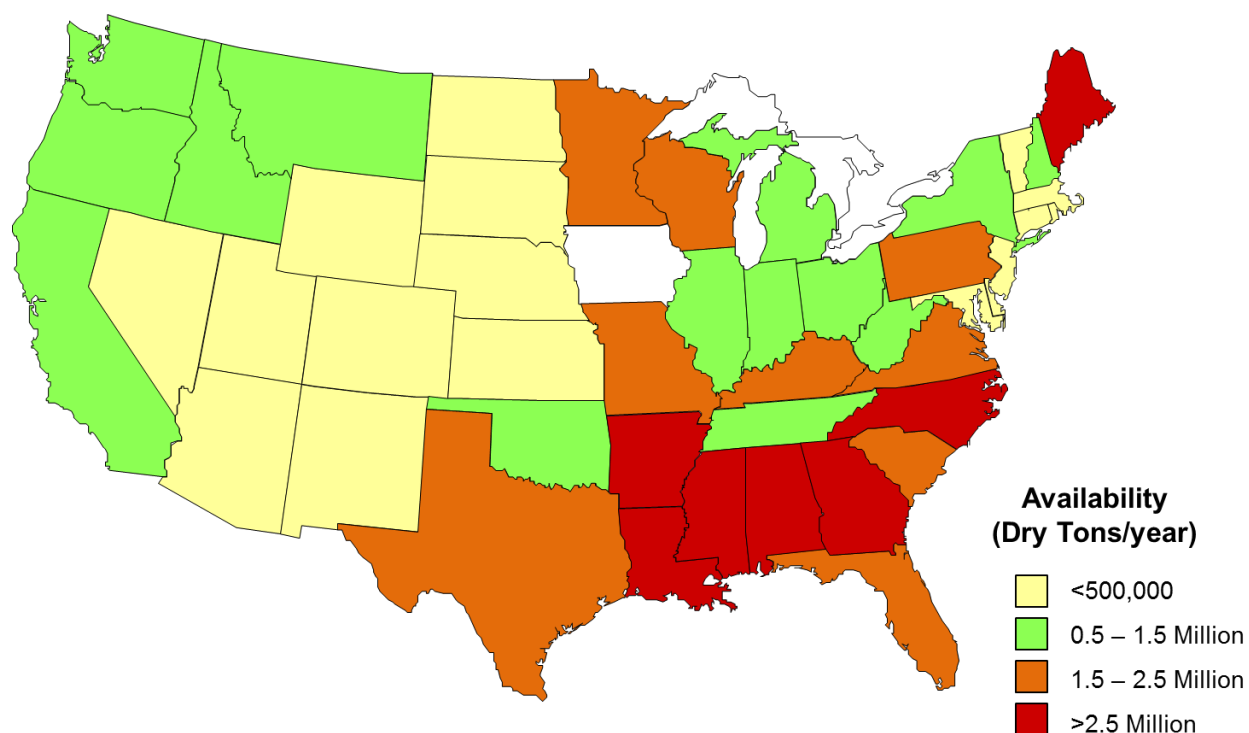 Availability
(Dry Tons/year)
<500,000
0.5 – 1.5 Million
1.5 – 2.5 Million
>2.5 Million